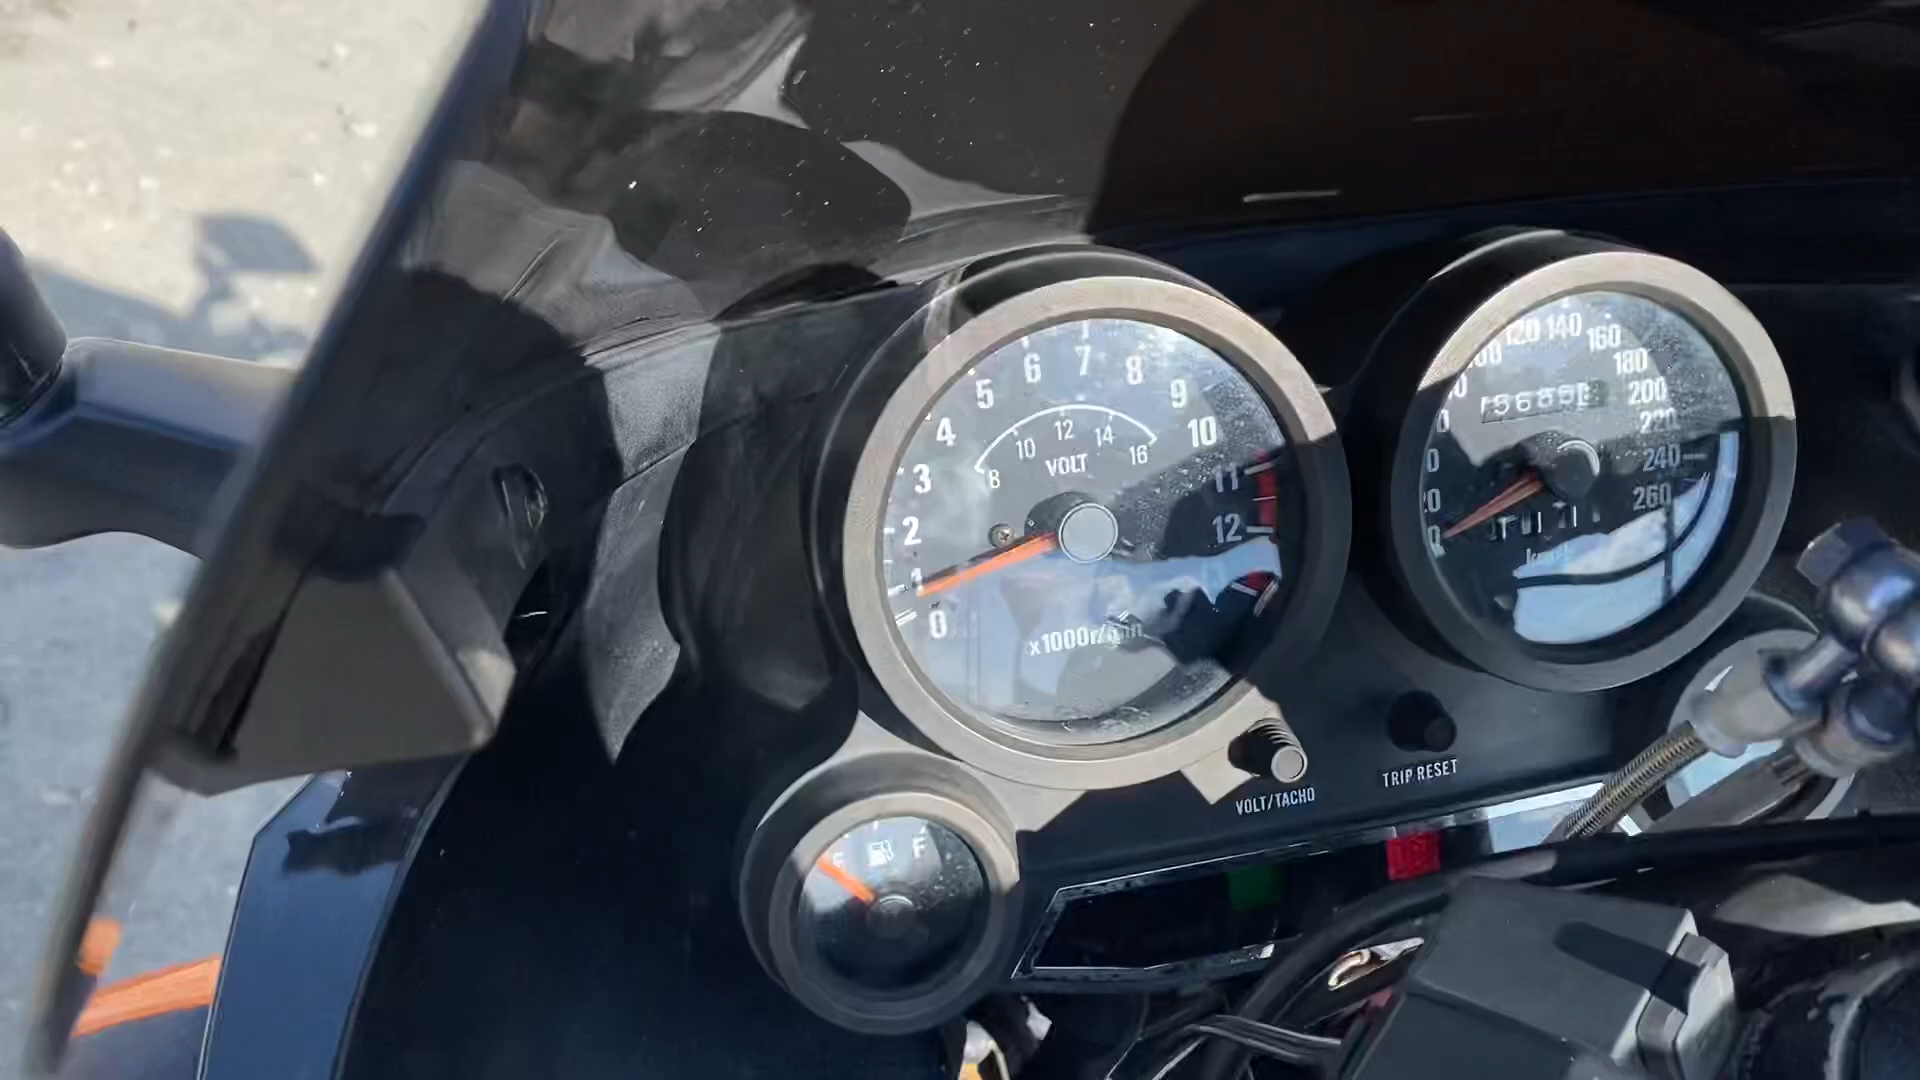 0 1 2 3 4 5 6 7 8 9 10 11 12
8 10 12 14 16
VOLT
x1000r/min
120 140 160 180 200 220 240 260
VOLT/TACHO
TRIP RESET
F